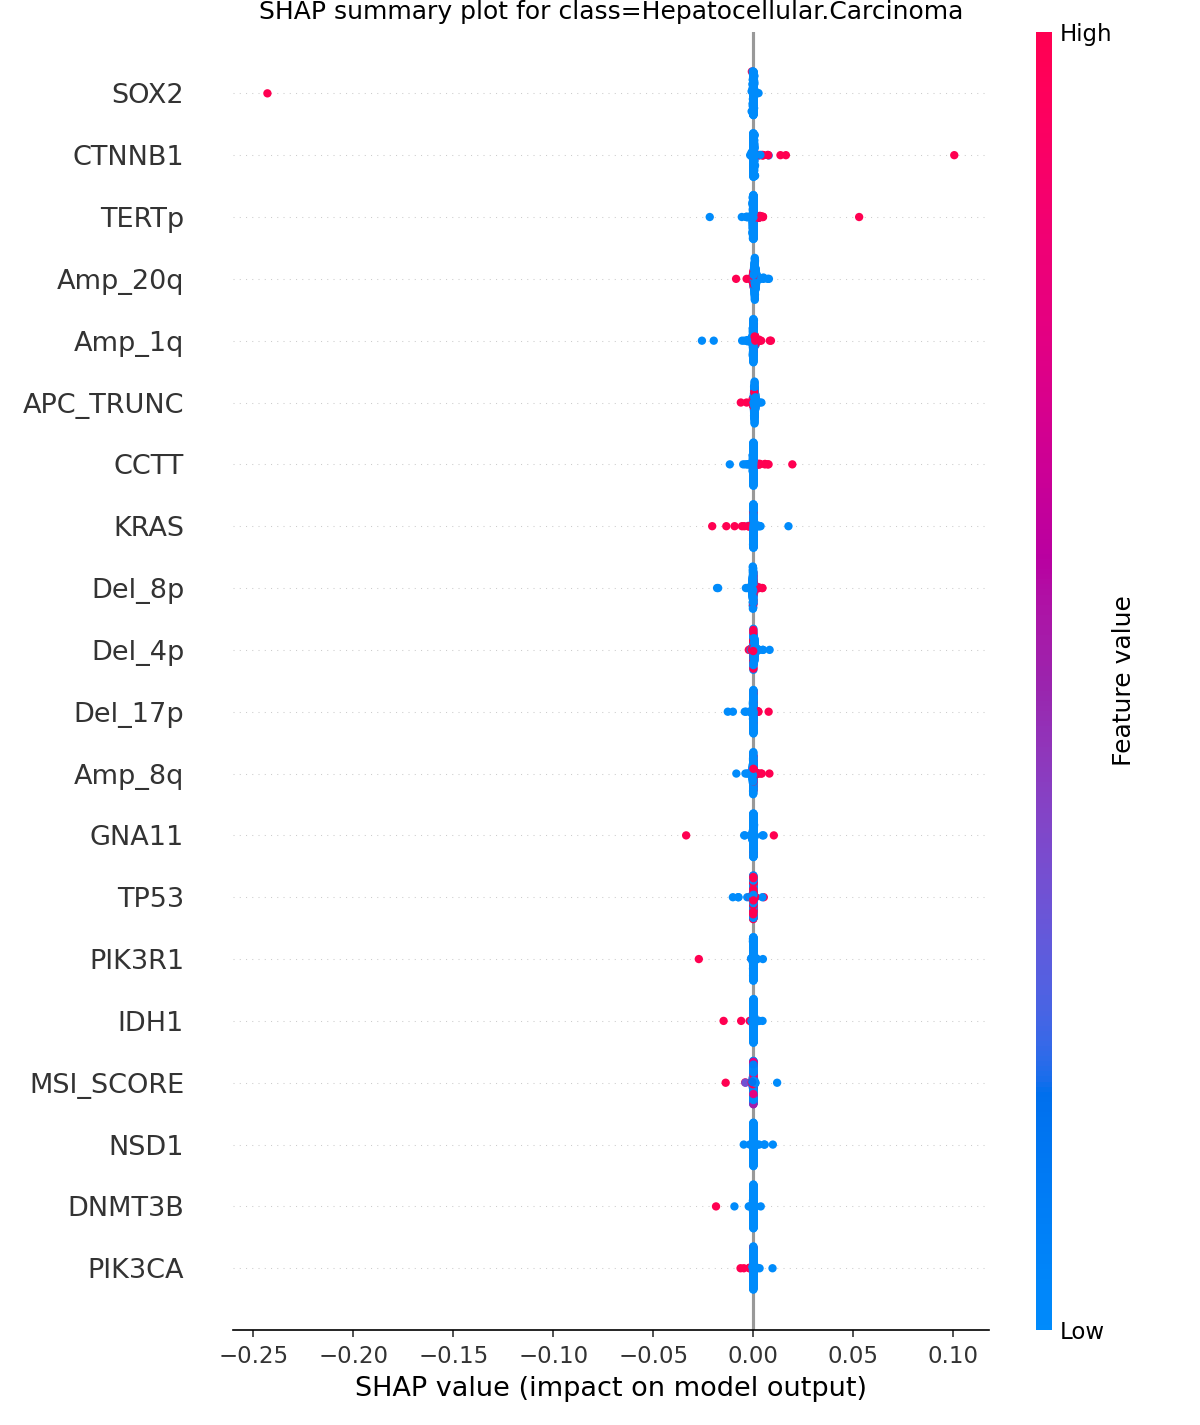 SHAP summary plot for class=Hepatocellular.Carcinoma
High
SOX2
CTNNB1
TERTp
Amp_20q
Amp_1q
APC_TRUNC
CCTT
KRAS
Del_8p
Del_4p
Del_17p
Amp_8q
GNA11
TP53
PIK3R1
IDH1
MSI_SCORE
NSD1
DNMT3B
PIK3CA
Feature value
Low
−0.25 −0.20 −0.15 −0.10 −0.05 0.00 0.05 0.10
SHAP value (impact on model output)